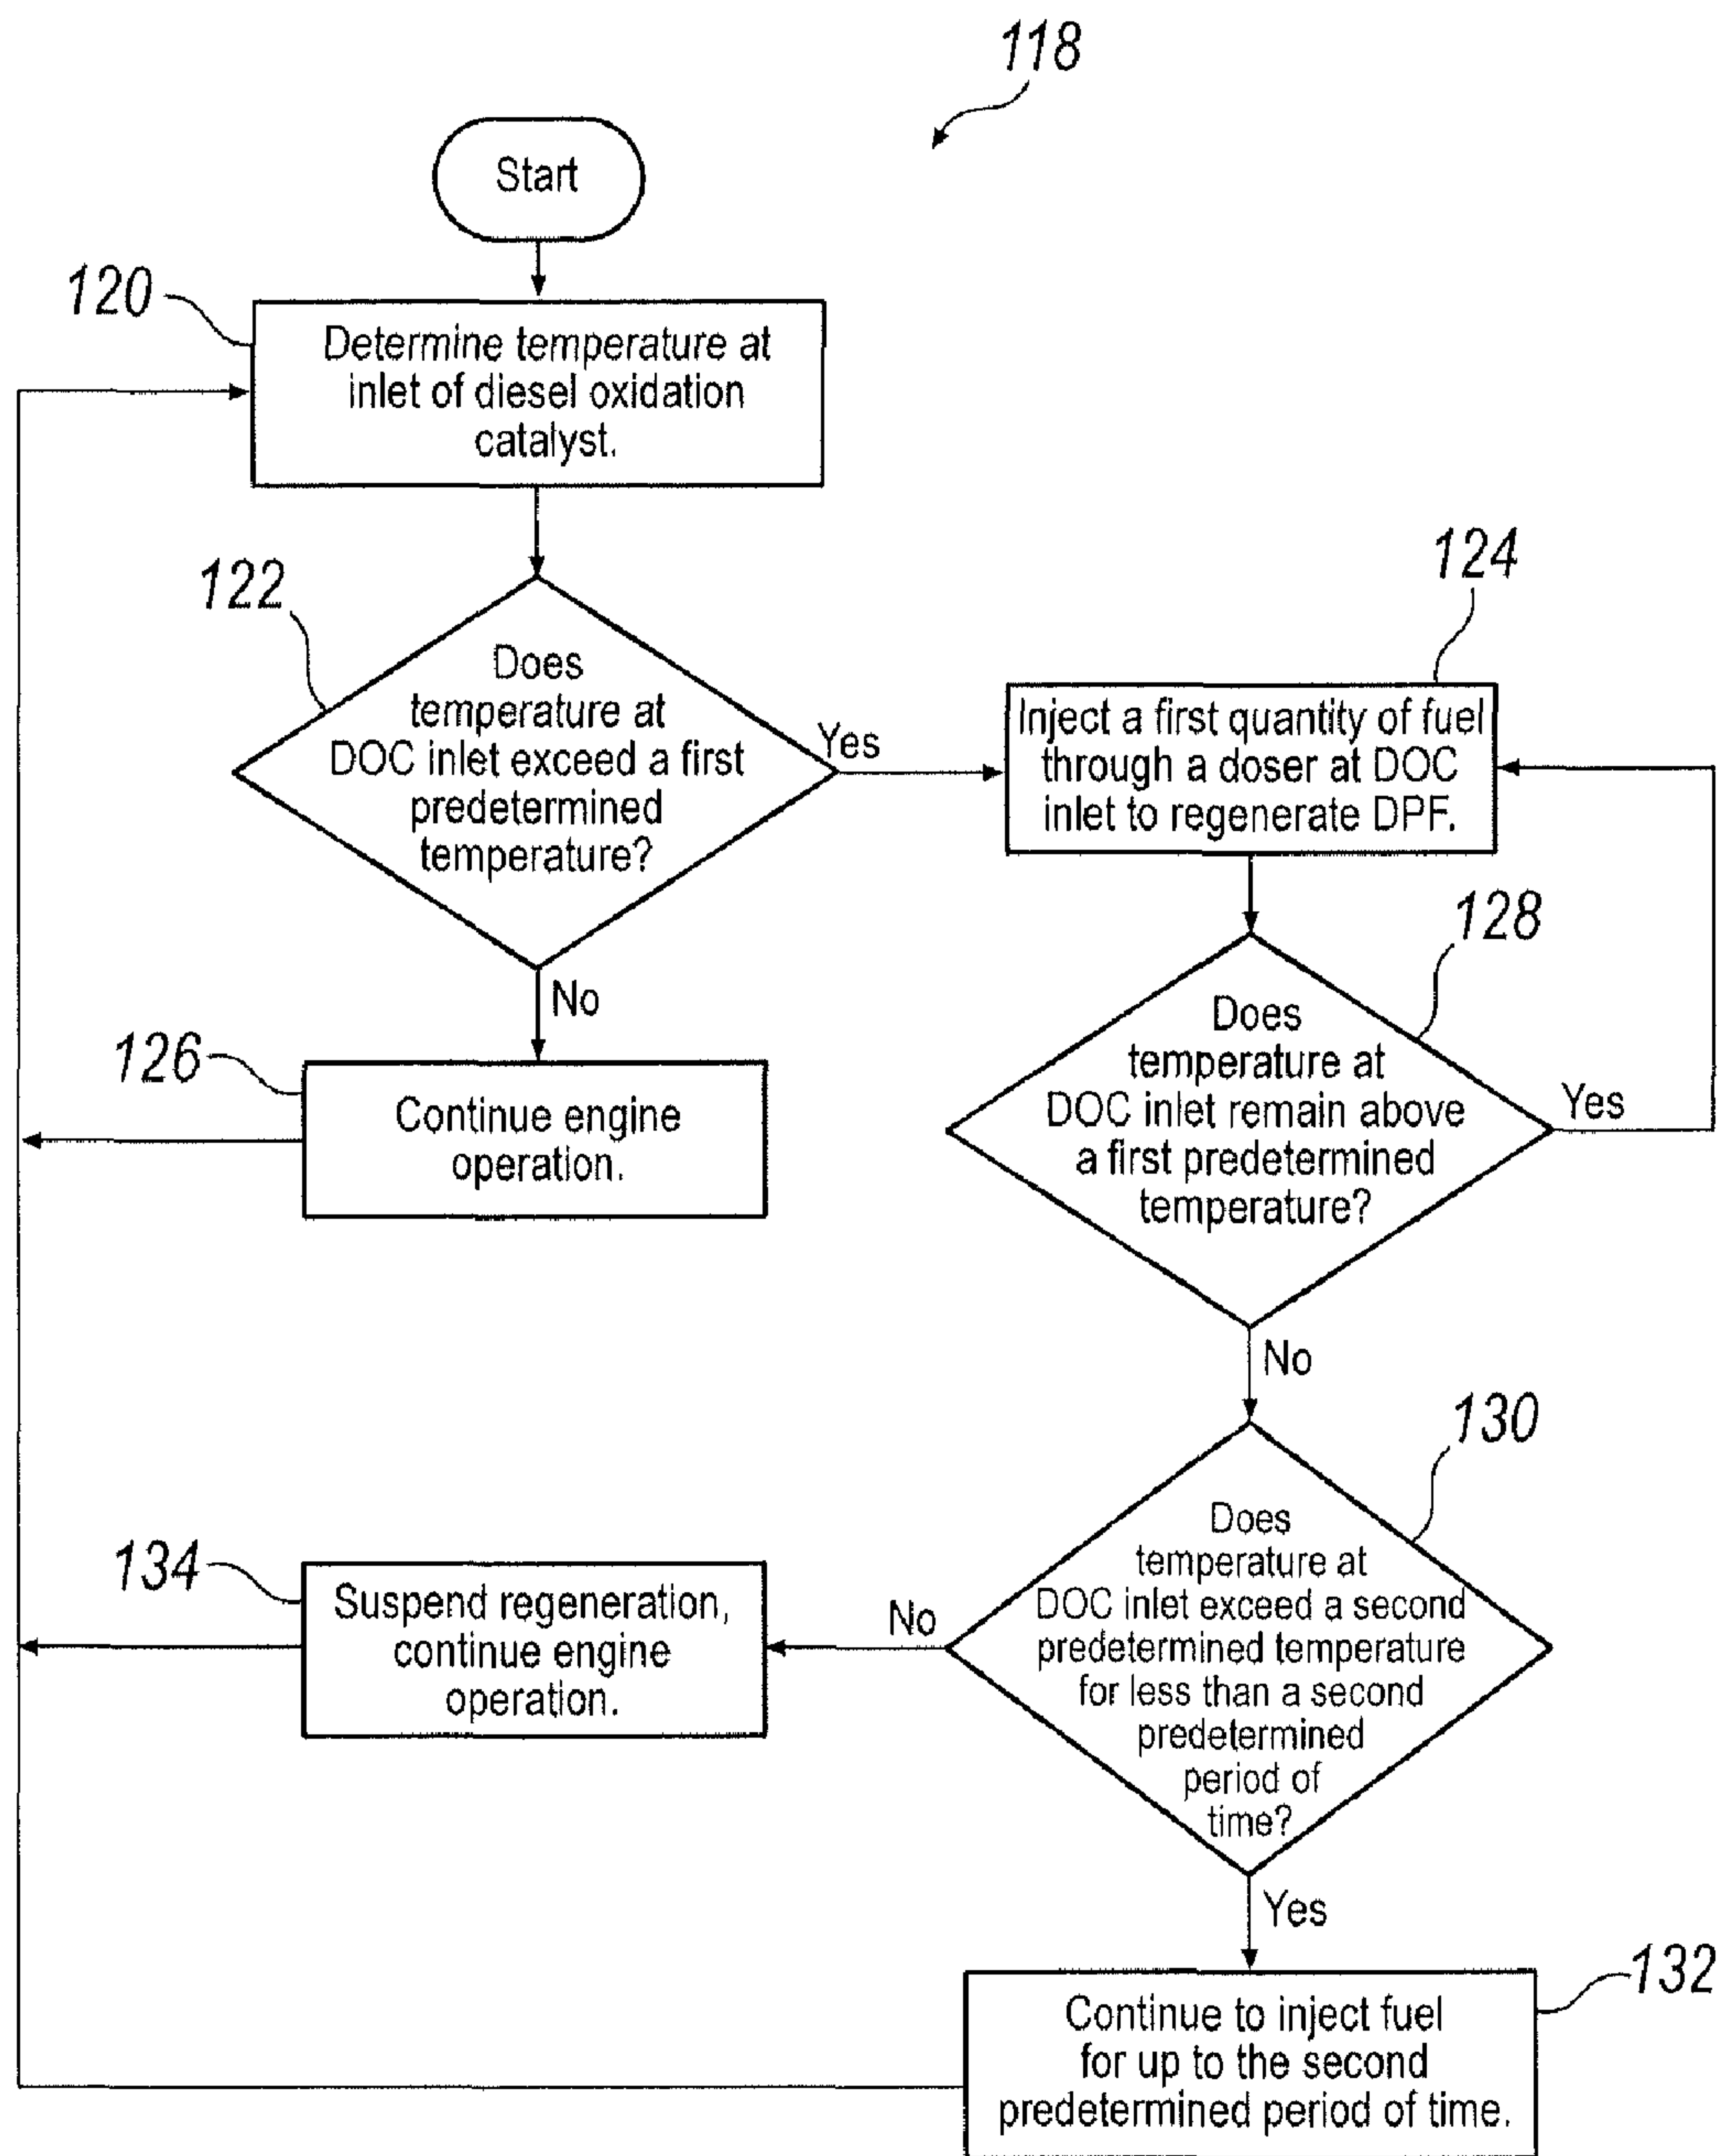 118
Start
120
Determine temperature at
inlet of diesel oxidation
catalyst.
122
Does
temperature at
DOC inlet exceed a first
predetermined
temperature?
Yes
124
Inject a first quantity of fuel
through a doser at DOC
inlet to regenerate DPF.
No
126
Continue engine
operation.
128
Does
temperature at
DOC inlet remain above
a first predetermined
temperature?
Yes
No
130
Does
temperature at
DOC inlet exceed a second
predetermined temperature
for less than a second
predetermined
period of
time?
No
134
Suspend regeneration,
continue engine
operation.
Yes
132
Continue to inject fuel
for up to the second
predetermined period of time.